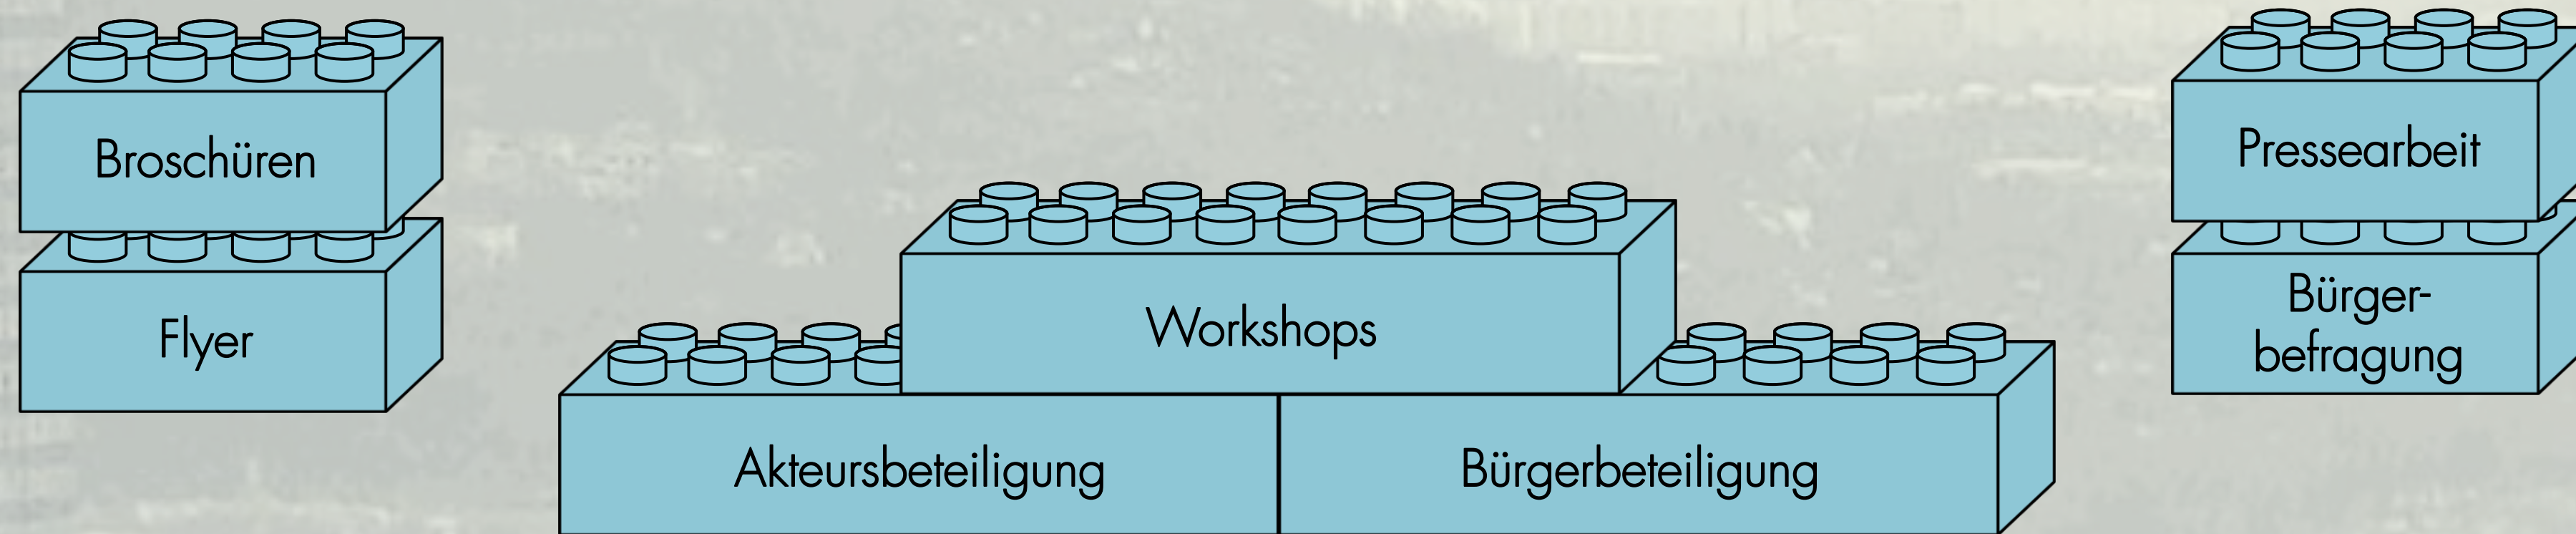 Broschüren
Flyer
Workshops
Akteursbeteiligung
Bürgerbeteiligung
Pressearbeit
Bürger-
befragung